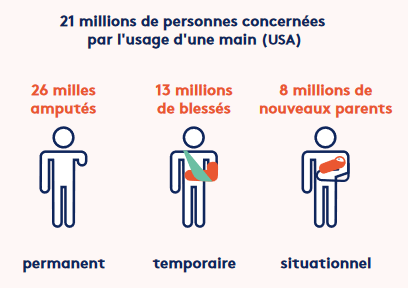 21 millions de personnes concernées
par l'usage d'une main (USA)
26 milles
amputés
13 millions
de blessés
8 millions de
nouveaux parents
permanent
temporaire
situationnel